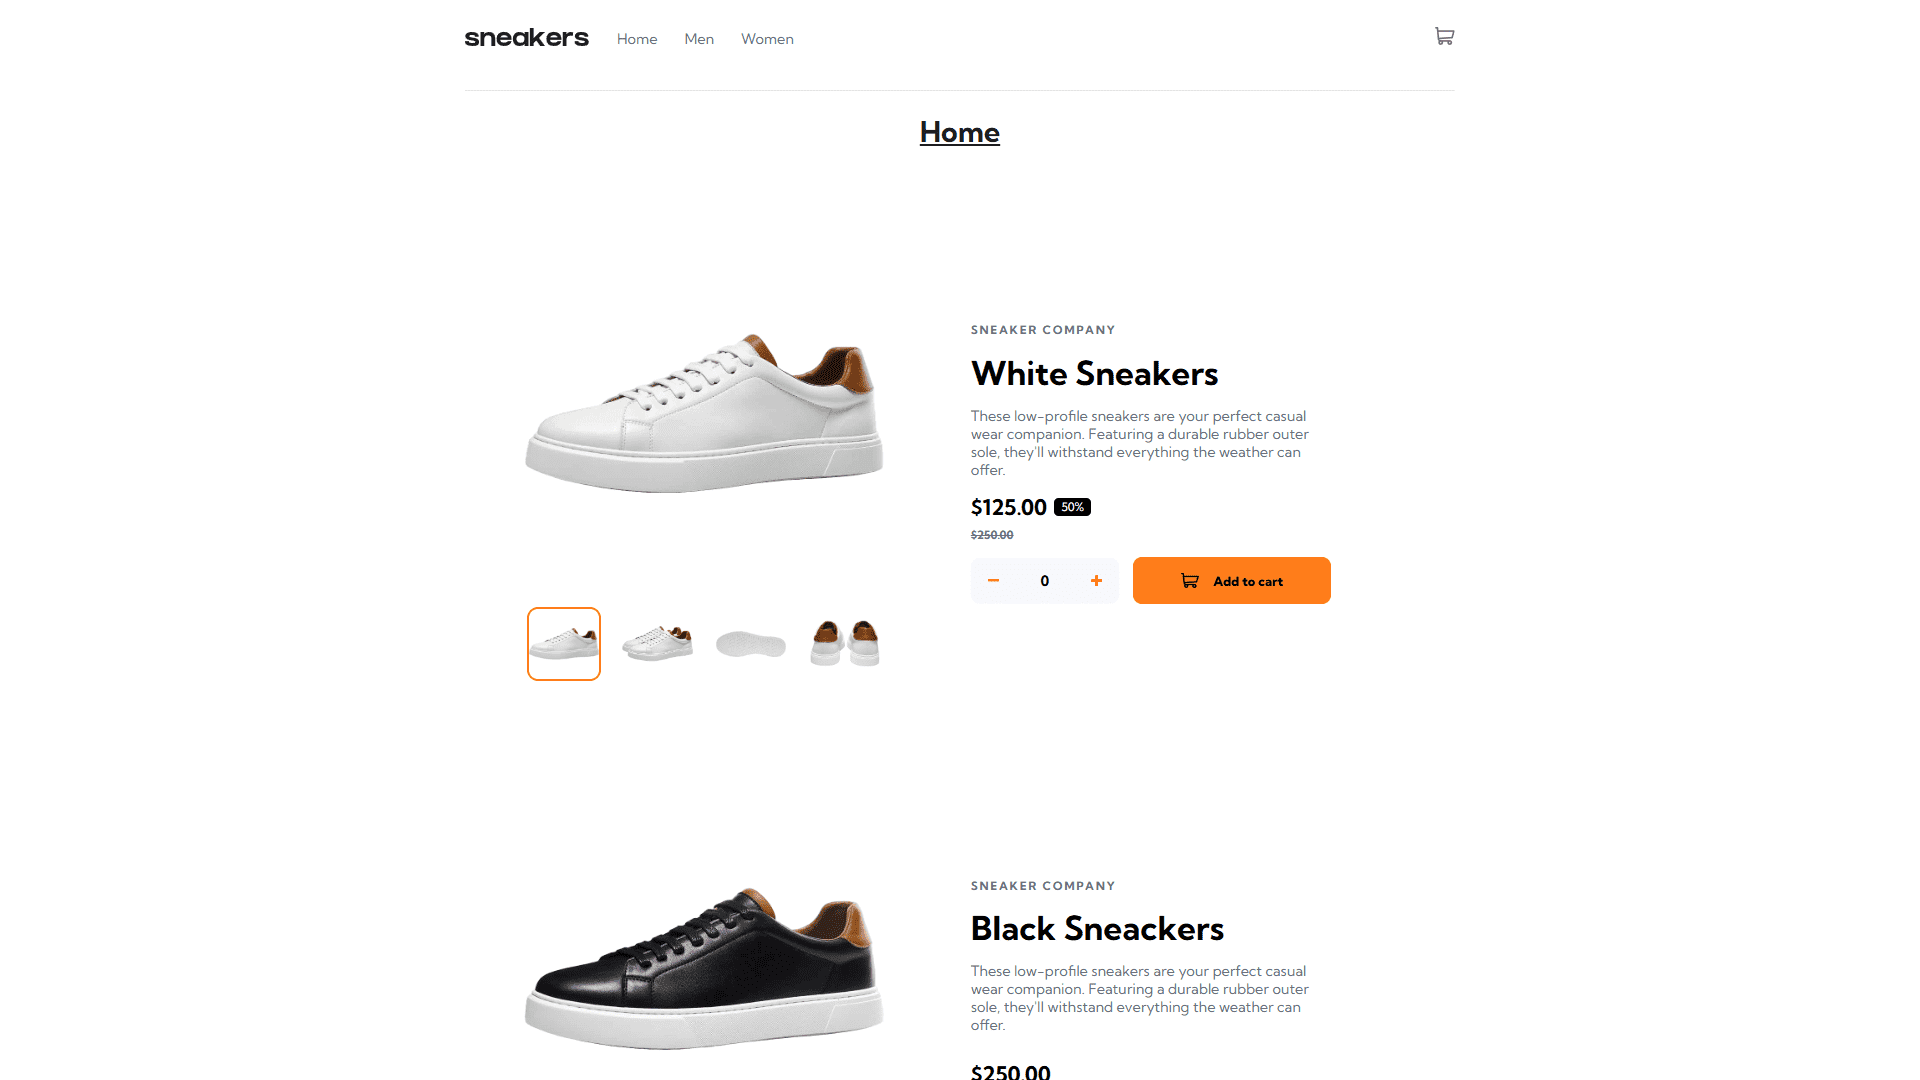 sneakers Home Men Women
Home
SNEAKER COMPANY
White Sneakers
These low-profile sneakers are your perfect casual
wear companion. Featuring a durable rubber outer
sole, they'll withstand everything the weather can
offer.
$125.00 50%
$250.00
0 Add to cart
SNEAKER COMPANY
Black Sneackers
These low-profile sneakers are your perfect casual
wear companion. Featuring a durable rubber outer
sole, they'll withstand everything the weather can
offer.
$250.00